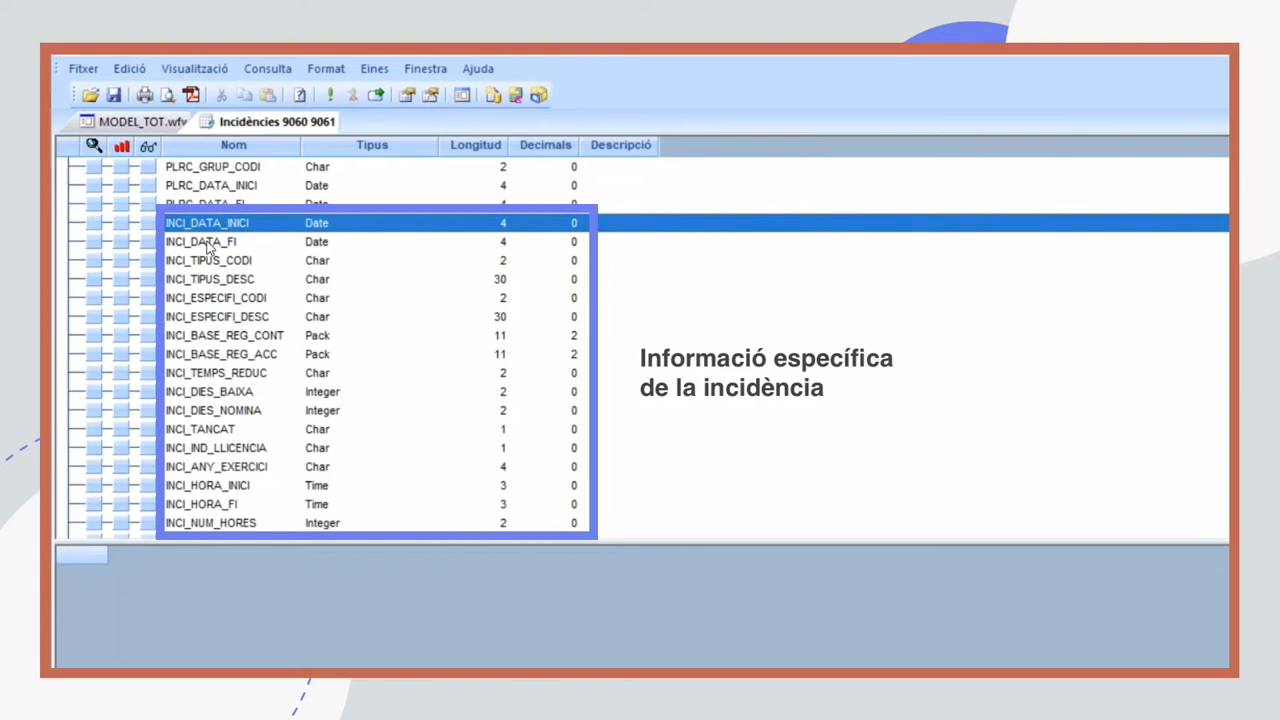 Fitxer Edició Visualització Consulta Format Eines Finestra Ajuda
MODEL_TOT.wfv Incidències 9060 9061
Nom Tipus Longitud Decimals Descripció
PLRC_GRUP_CODI Char 2 0
PLRC_DATA_INICI Date 4 0
PLRC_DATA_FI Date 4 0
INCI_DATA_INICI Date 4 0
INCI_DATA_FI Date 4 0
INCI_TIPUS_CODI Char 2 0
INCI_TIPUS_DESC Char 30 0
INCI_ESPECIFI_CODI Char 2 0
INCI_ESPECIFI_DESC Char 30 0
INCI_BASE_REG_CONT Pack 11 2
INCI_BASE_REG_ACC Pack 11 2
INCI_TEMPS_REDUC Char 2 0
INCI_DIES_BAIXA Integer 2 0
INCI_DIES_NOMINA Integer 2 0
INCI_TANCAT Char 1 0
INCI_IND_LLICENCIA Char 1 0
INCI_ANY_EXERCICI Char 4 0
INCI_HORA_INICI Time 3 0
INCI_HORA_FI Time 3 0
INCI_NUM_HORES Integer 2 0
Informació específica
de la incidència